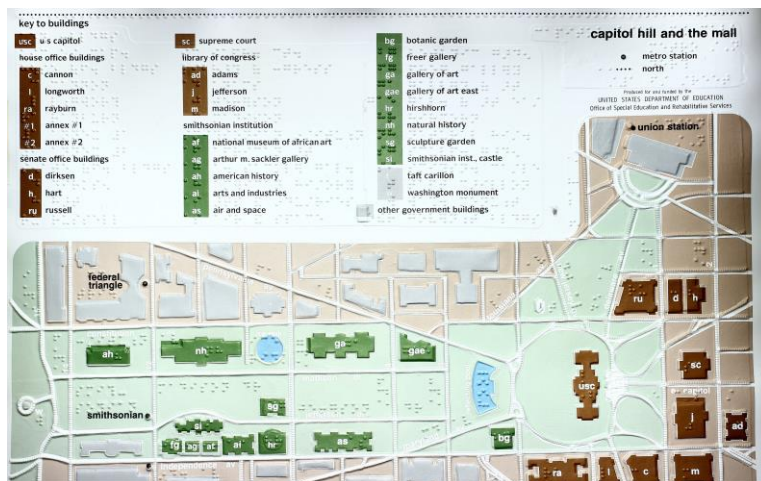 key to buildings
usc u s capitol
house office buildings
c cannon
l longworth
ra rayburn
#1 annex #1
#2 annex #2
senate office buildings
d dirksen
h hart
ru russell
sc supreme court
library of congress
ad adams
j jefferson
m madison
smithsonian institution
af national museum of african art
ag arthur m. sackler gallery
ah american history
ai arts and industries
as air and space
bg botanic garden
fg freer gallery
ga gallery of art
gae gallery of art east
hr hirshhorn
nh natural history
sg sculpture garden
si smithsonian inst., castle
taft carillon
washington monument
other government buildings
capitol hill and the mall
metro station
north
Produced for and funded by the
UNITED STATES DEPARTMENT OF EDUCATION
Office of Special Education and Rehabilitative Services
union station
federal
triangle
ru d h
ah nh ga gae
usc sc
sg
capitol
smithsonian
si
j ad
fg ag af ai hr as bg
independence av
ra l c m